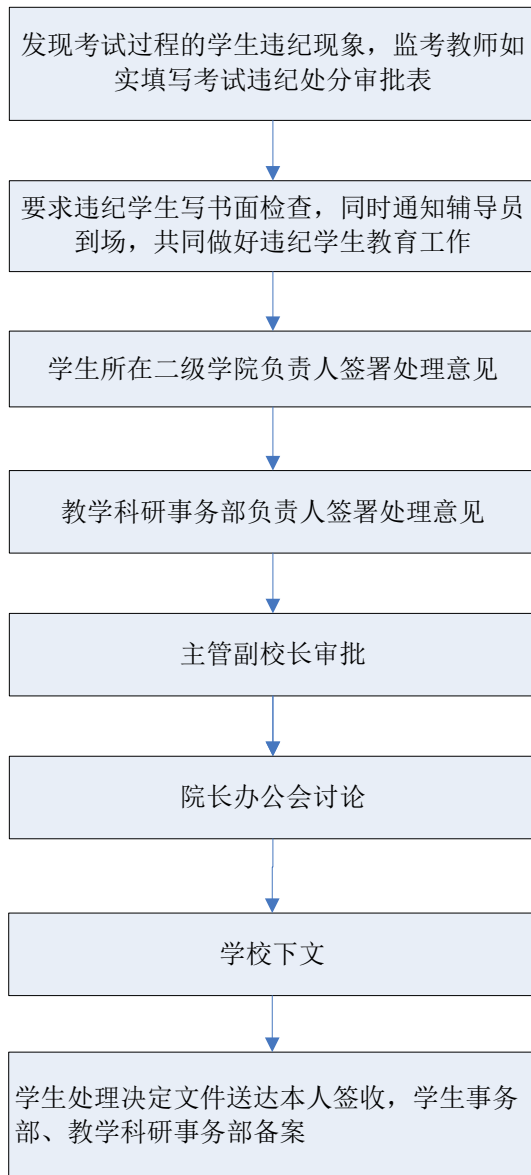 发现考试过程的学生违纪现象，监考教师如
实填写考试违纪处分审批表
要求违纪学生写书面检查，同时通知辅导员
到场，共同做好违纪学生教育工作
学生所在二级学院负责人签署处理意见
教学科研事务部负责人签署处理意见
主管副校长审批
院长办公会讨论
学校下文
学生处理决定文件送达本人签收，学生事务
部、教学科研事务部备案